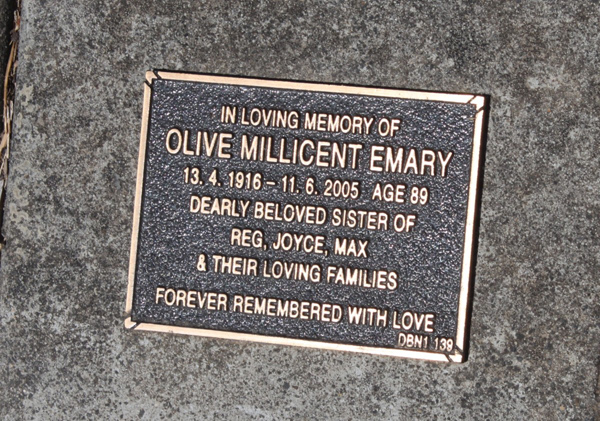 IN LOVING MEMORY OF
OLIVE MILLICENT EMARY
13. 4. 1916 – 11. 6. 2005 AGE 89
DEARLY BELOVED SISTER OF
REG, JOYCE, MAX
& THEIR LOVING FAMILIES
FOREVER REMEMBERED WITH LOVE
DBN1 139